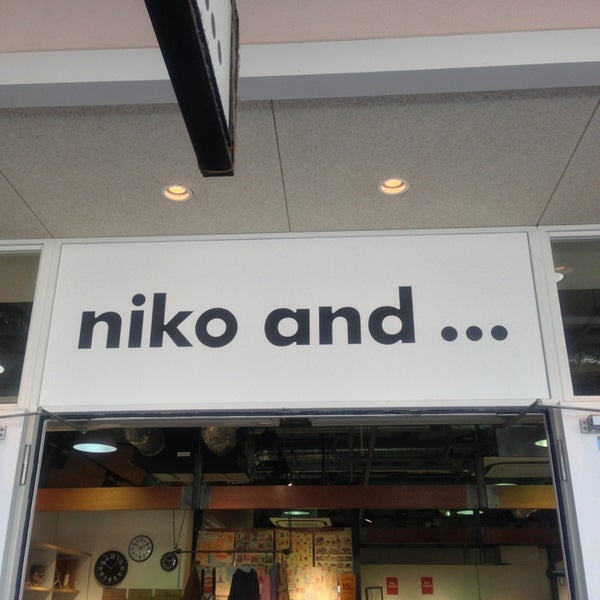 niko and ...